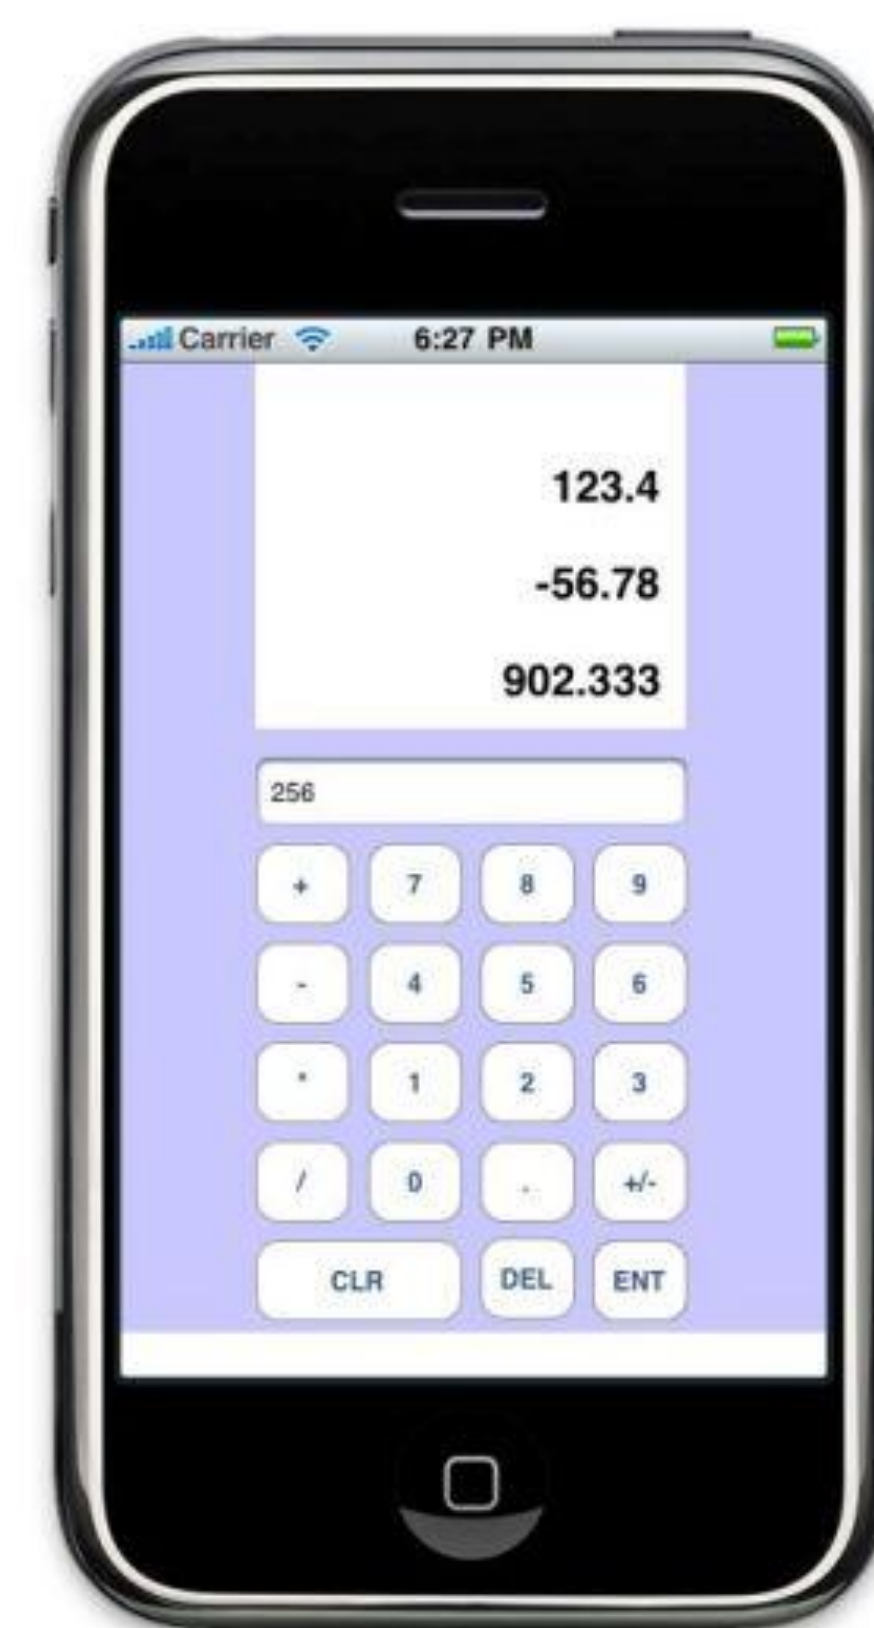 Carrier 6:27 PM
123.4
-56.78
902.333
256
+ 7 8 9
- 4 5 6
* 1 2 3
/ 0 . +/-
CLR DEL ENT